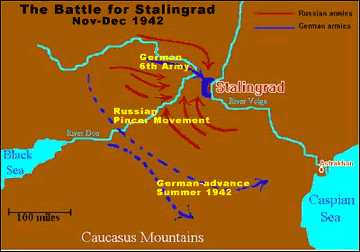 The Battle for Stalingrad
Nov-Dec 1942
Russian armies
German armies
German
6th Army
Stalingrad
River Volga
Russian
Pincer Movement
River Don
Black
Sea
Astrakhan
German advance
Summer 1942
Caspian
Sea
100 miles
Caucasus Mountains